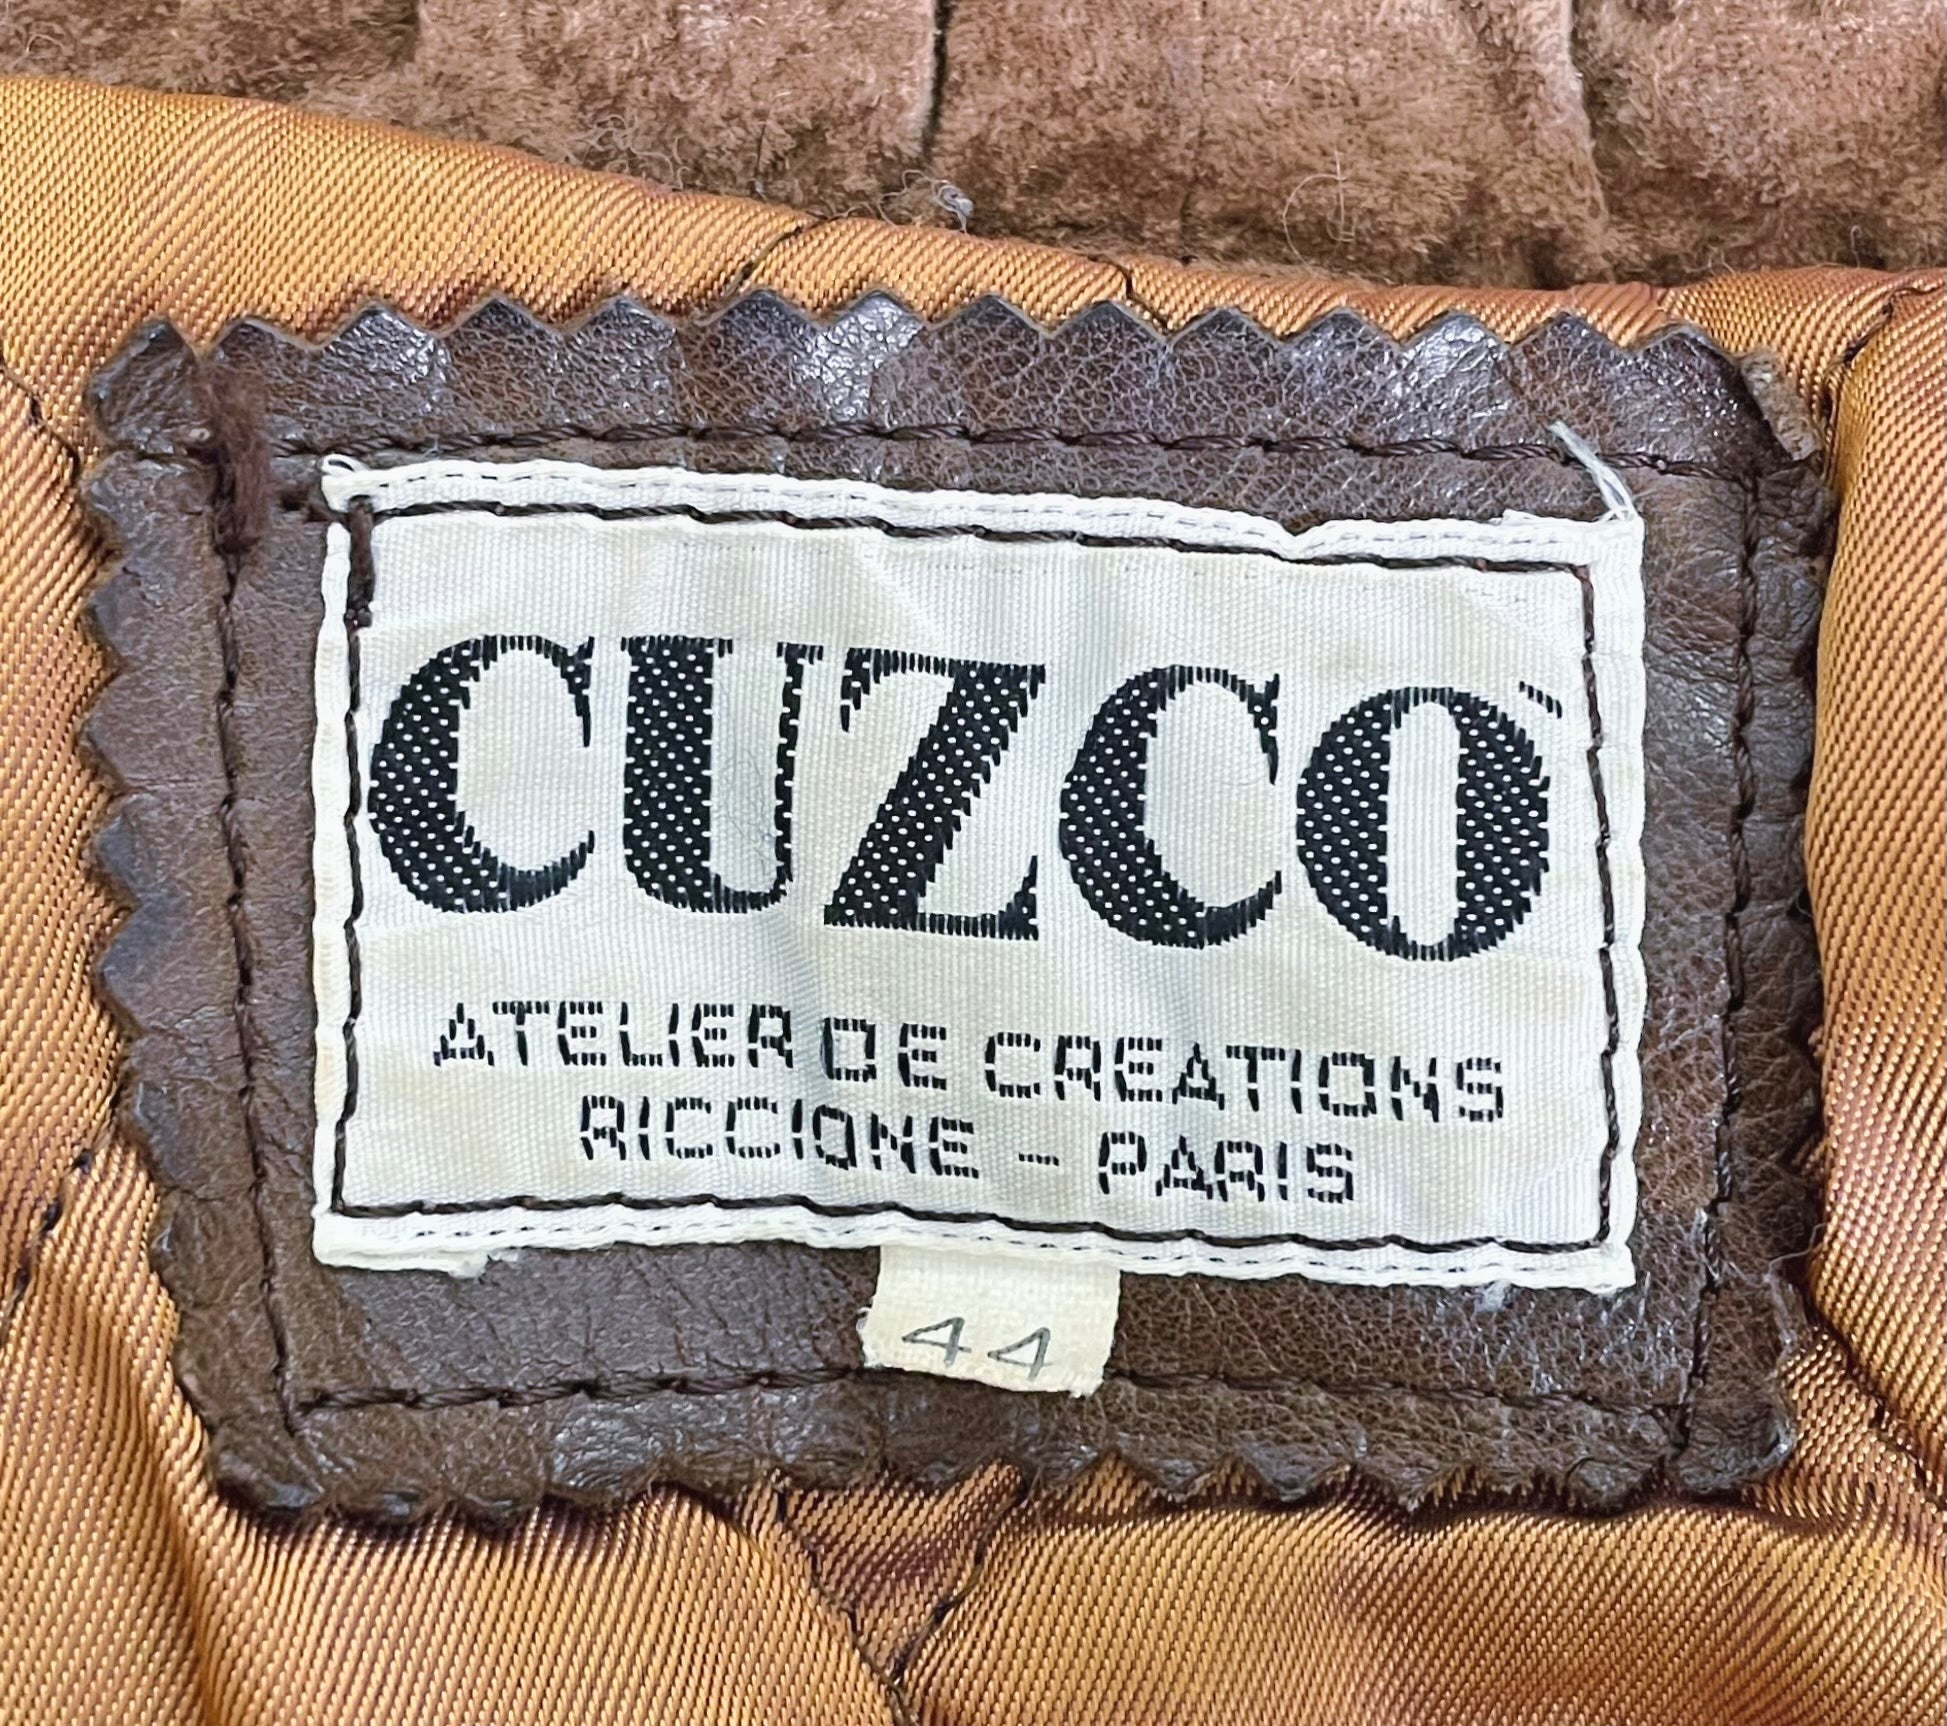 CUZCO`
ATELIER DE CREATIONS
RICCIONE - PARIS
44